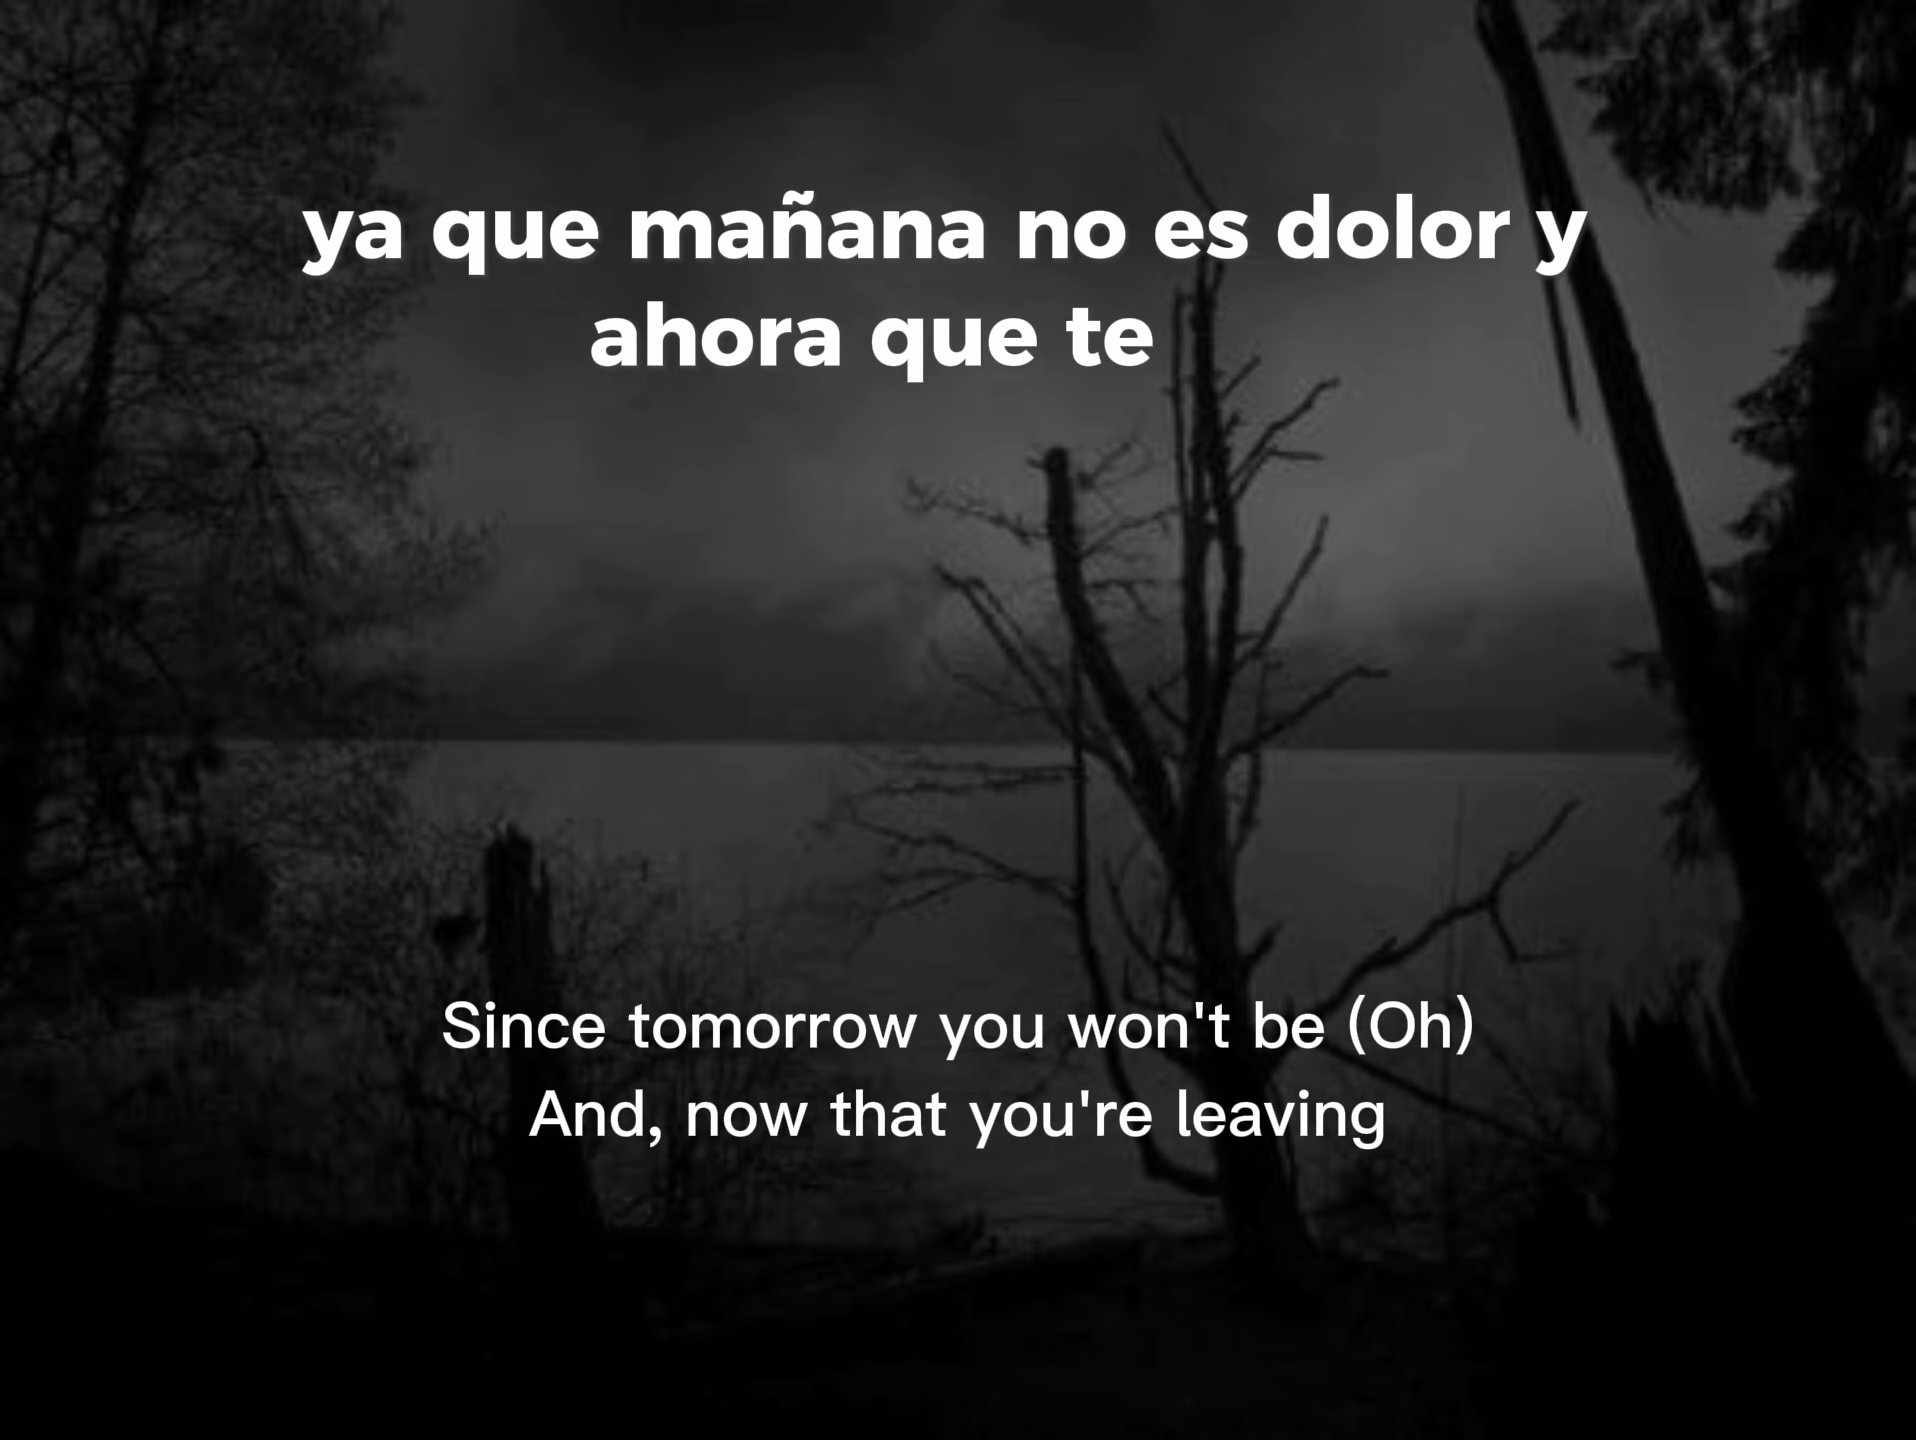 ya que mañana no es dolor y
ahora que te
Since tomorrow you won't be (Oh)
And, now that you're leaving